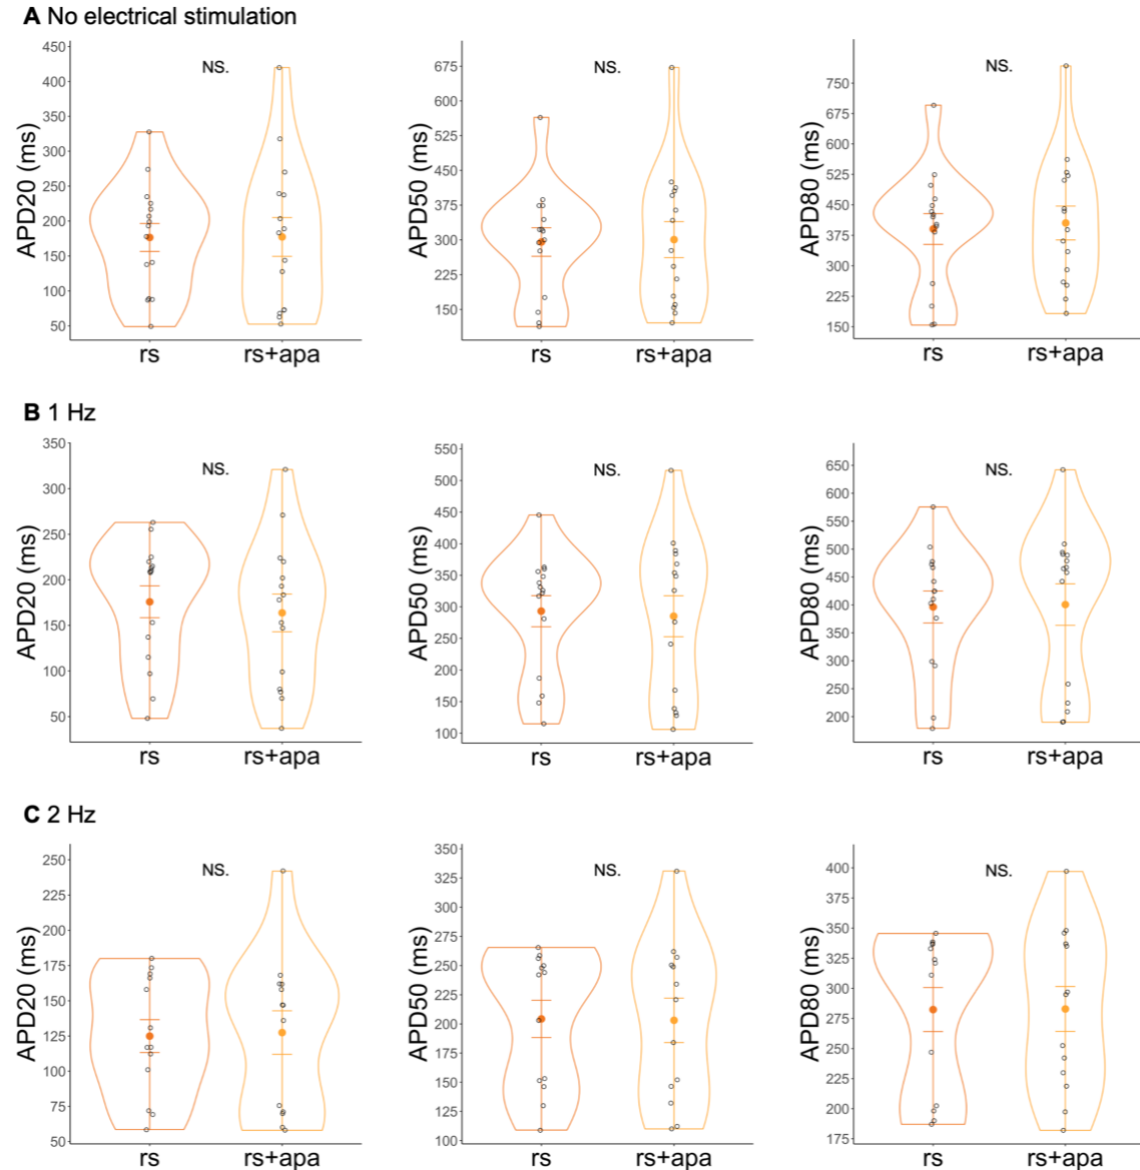 A No electrical stimulation
APD20 (ms)
450
400
350
300
250
200
150
100
50
NS.
rs
rs+apa
APD50 (ms)
675
600
525
450
375
300
225
150
NS.
rs
rs+apa
APD80 (ms)
750
675
600
525
450
375
300
225
150
NS.
rs
rs+apa
B 1 Hz
APD20 (ms)
350
300
250
200
150
100
50
NS.
rs
rs+apa
APD50 (ms)
550
500
450
400
350
300
250
200
150
100
NS.
rs
rs+apa
APD80 (ms)
650
600
550
500
450
400
350
300
250
200
NS.
rs
rs+apa
C 2 Hz
APD20 (ms)
250
225
200
175
150
125
100
75
50
NS.
rs
rs+apa
APD50 (ms)
350
325
300
275
250
225
200
175
150
125
100
NS.
rs
rs+apa
APD80 (ms)
400
375
350
325
300
275
250
225
200
175
NS.
rs
rs+apa